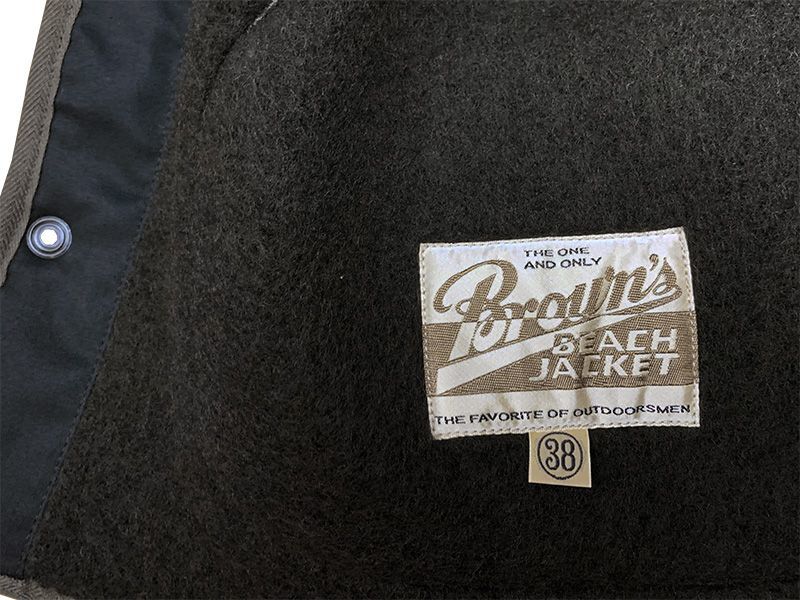 THE ONE
AND ONLY
Brown's
BEACH
JACKET
THE FAVORITE OF OUTDOORSMEN
38